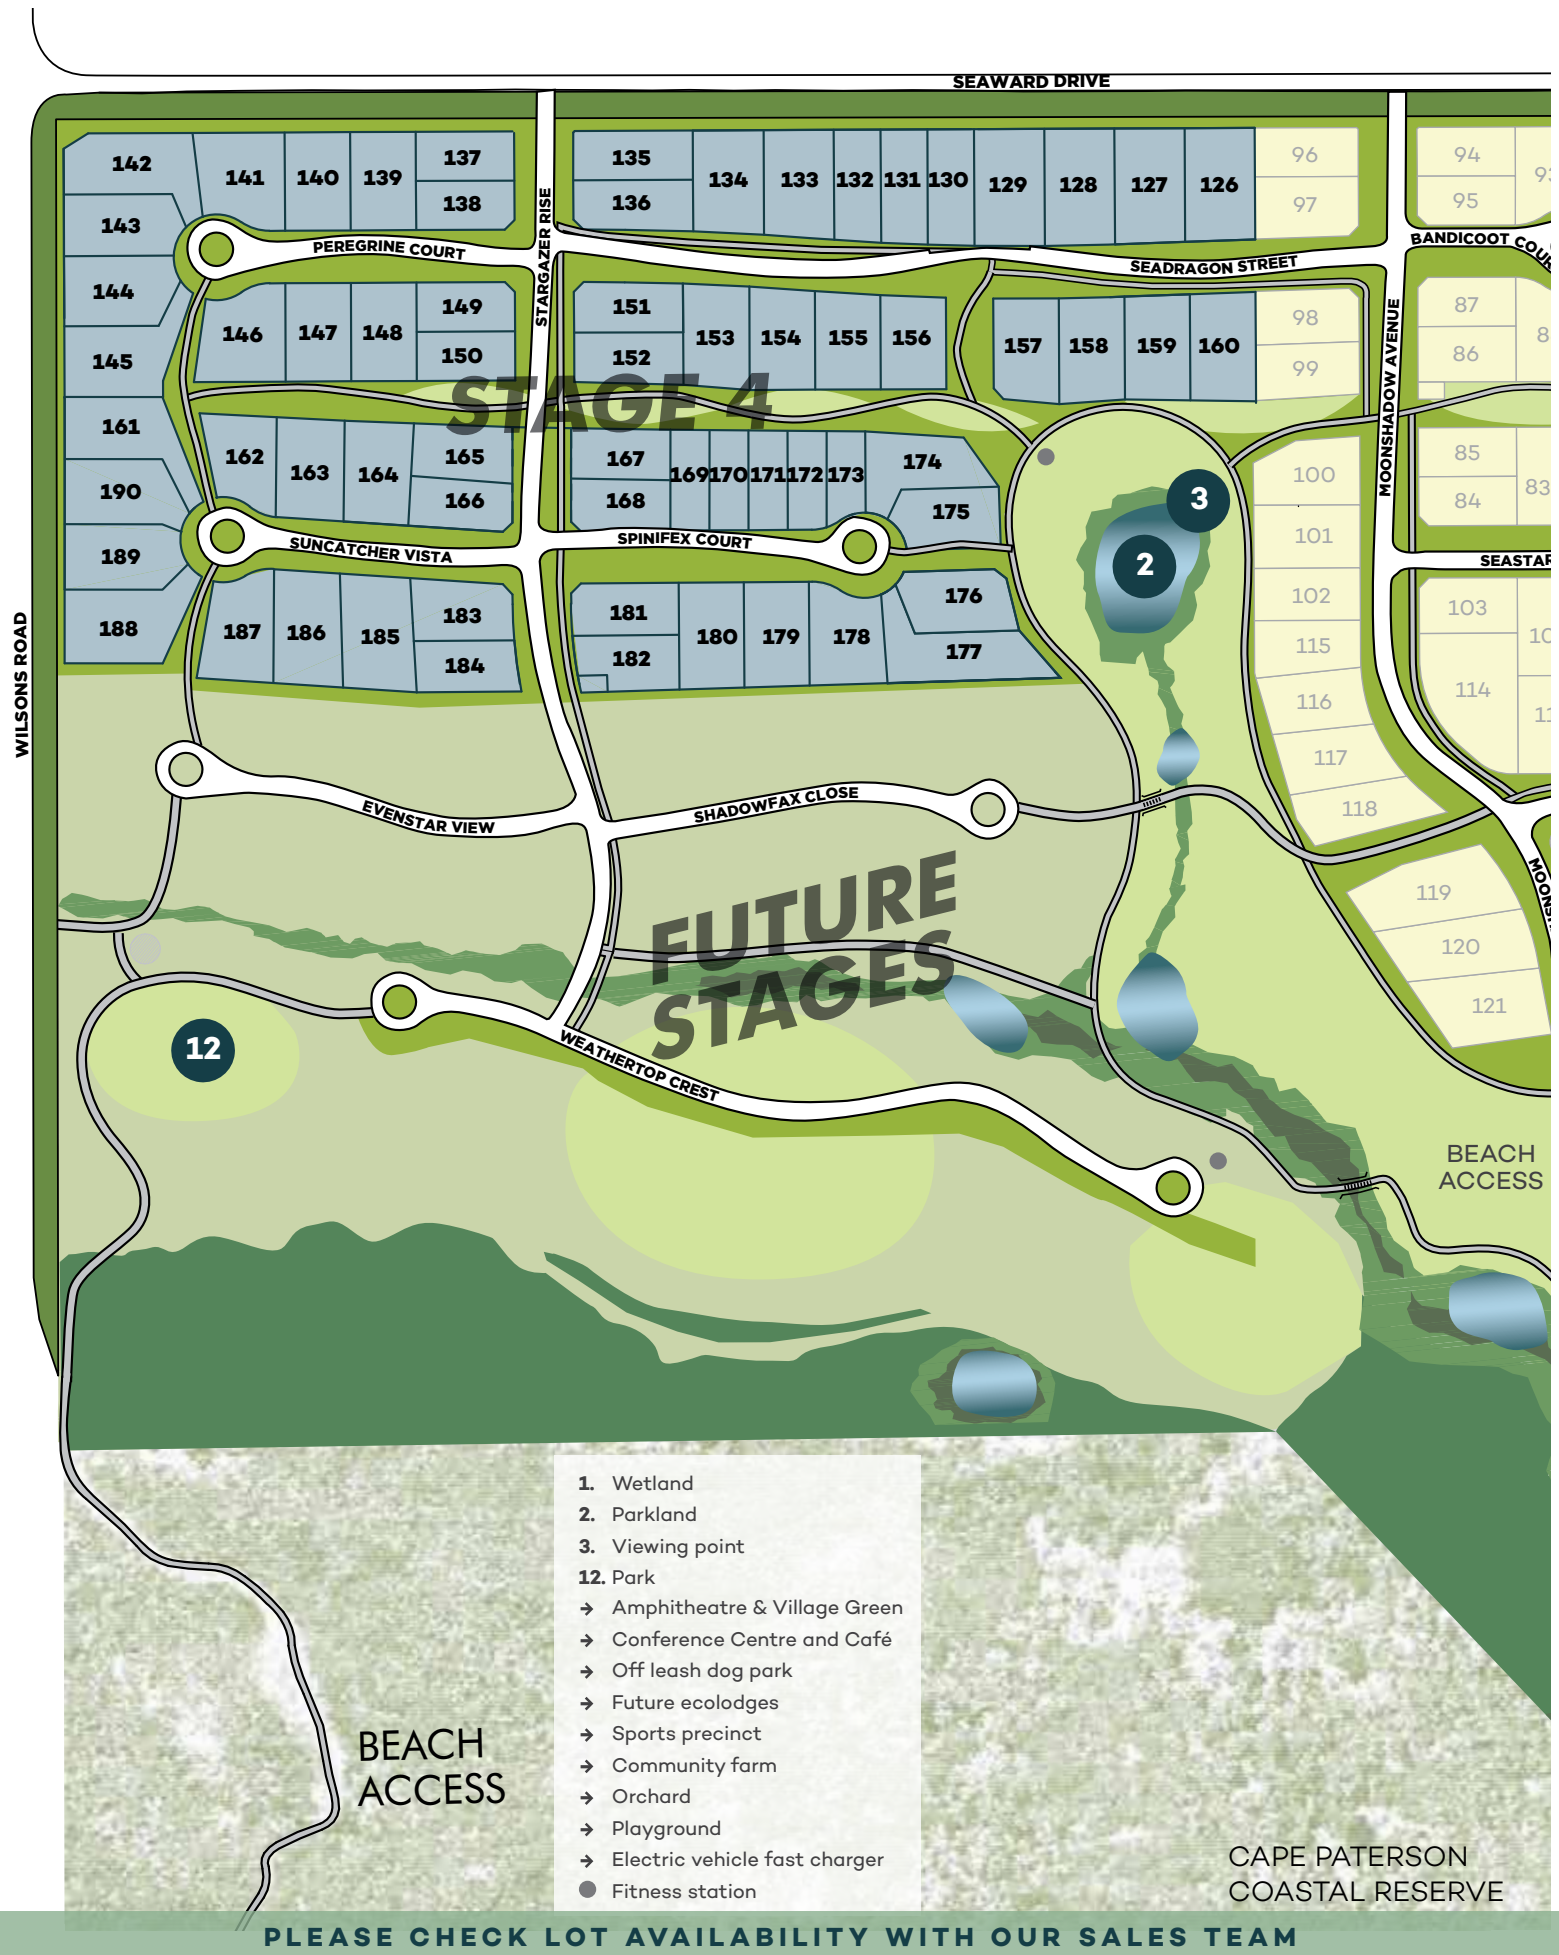 SEAWARD DRIVE
142
141
140
139
137
138
135
136
134
133
132
131
130
129
128
127
126
96
97
94
95
143
144
145
PEREGRINE COURT
STARGAZER RISE
SEADRAGON STREET
BANDICOOT COUR
146
147
148
149
150
151
152
153
154
155
156
157
158
159
160
98
99
87
86
MOONSHADOW AVENUE
STAGE 4
161
190
189
188
162
163
164
165
166
167
168
169
170
171
172
173
174
175
100
101
102
115
116
117
118
85
84
83
3
2
SUNCATCHER VISTA
SPINIFEX COURT
SEASTAR
103
114
187
186
185
183
184
181
182
180
179
178
176
177
WILSONS ROAD
EVENSTAR VIEW
SHADOWFAX CLOSE
FUTURE
STAGES
119
120
121
12
WEATHERTOP CREST
BEACH
ACCESS
1. Wetland
2. Parkland
3. Viewing point
12. Park
→ Amphitheatre & Village Green
→ Conference Centre and Café
→ Off leash dog park
→ Future ecolodges
→ Sports precinct
→ Community farm
→ Orchard
→ Playground
→ Electric vehicle fast charger
Fitness station
BEACH
ACCESS
CAPE PATERSON
COASTAL RESERVE
PLEASE CHECK LOT AVAILABILITY WITH OUR SALES TEAM